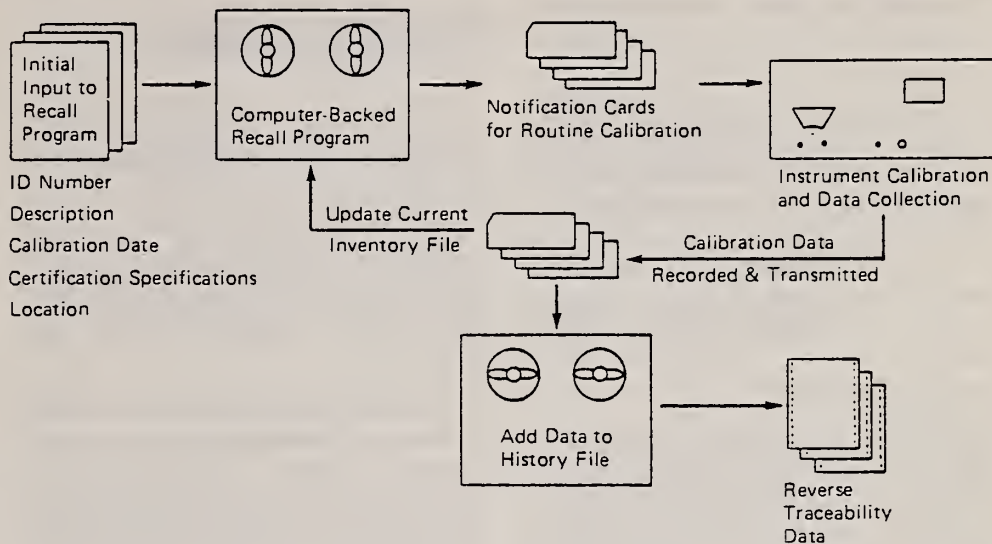 Initial
Input to
Recall
Program
Computer-Backed
Recall Program
Notification Cards
for Routine Calibration
Instrument Calibration
and Data Collection
ID Number
Description
Calibration Date
Certification Specifications
Location
Update Current
Inventory File
Calibration Data
Recorded & Transmitted
Add Data to
History File
Reverse
Traceability
Data